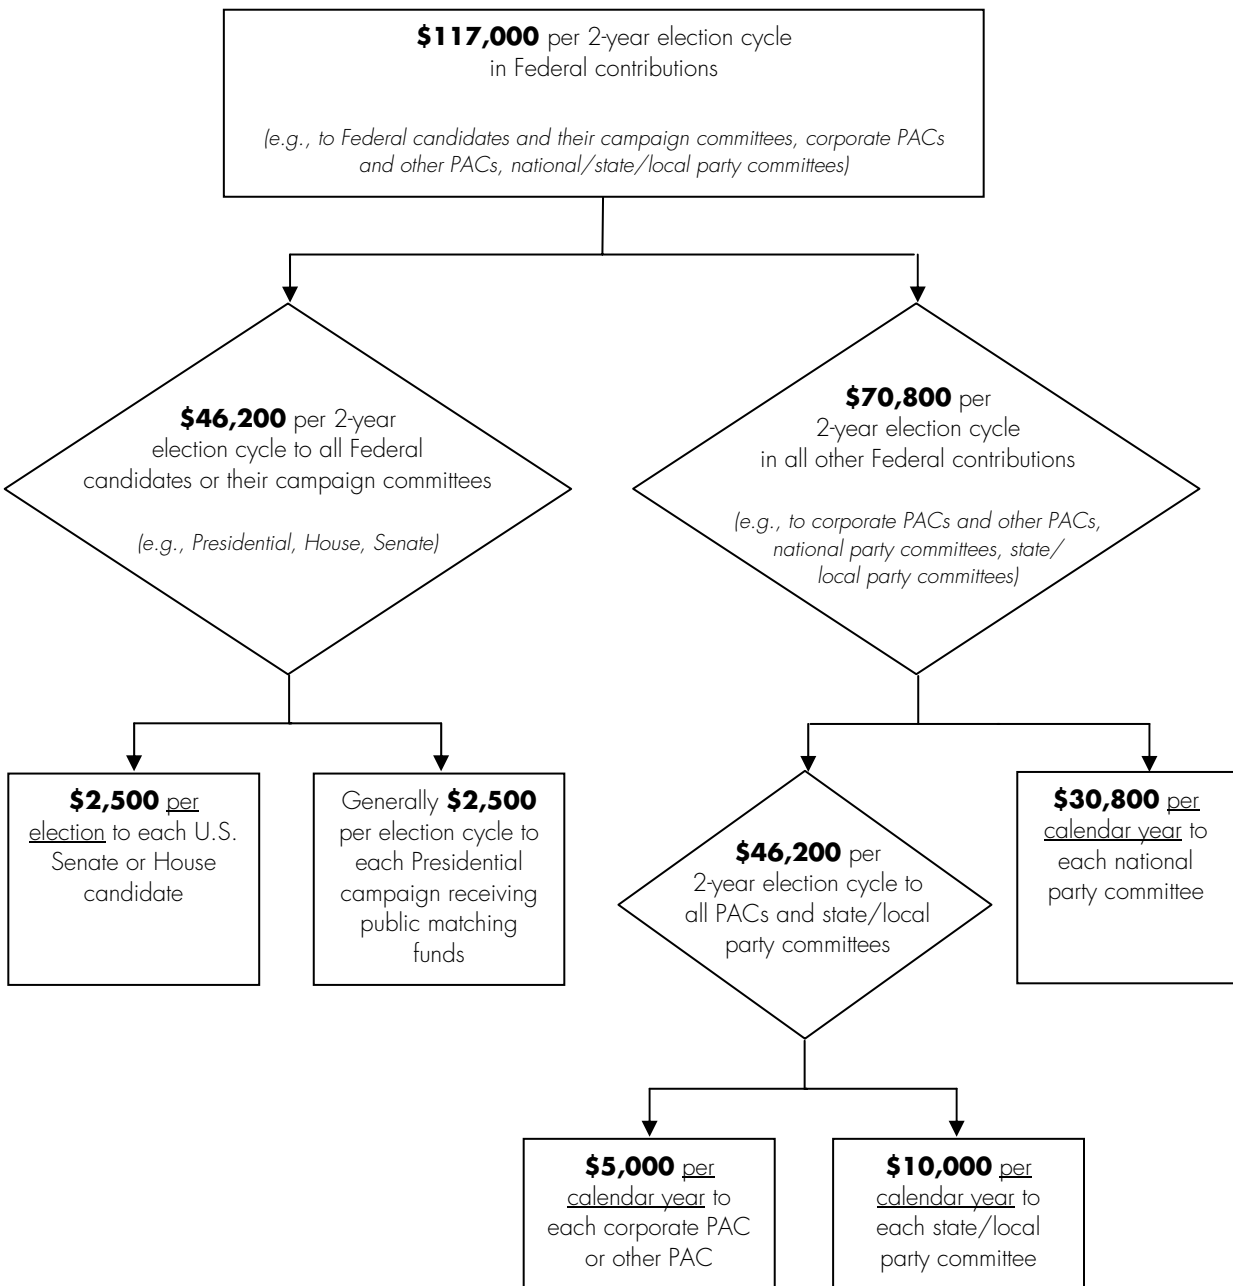 $117,000 per 2-year election cycle
in Federal contributions
(e.g., to Federal candidates and their campaign committees, corporate PACs
and other PACs, national/state/local party committees)
$46,200 per 2-year
election cycle to all Federal
candidates or their campaign committees
(e.g., Presidential, House, Senate)
$70,800 per
2-year election cycle
in all other Federal contributions
(e.g., to corporate PACs and other PACs,
national party committees, state/
local party committees)
$2,500 per
election to each U.S.
Senate or House
candidate
Generally $2,500
per election cycle to
each Presidential
campaign receiving
public matching
funds
$46,200 per
2-year election cycle to
all PACs and state/local
party committees
$30,800 per
calendar year to
each national
party committee
$5,000 per
calendar year to
each corporate PAC
or other PAC
$10,000 per
calendar year to
each state/local
party committee